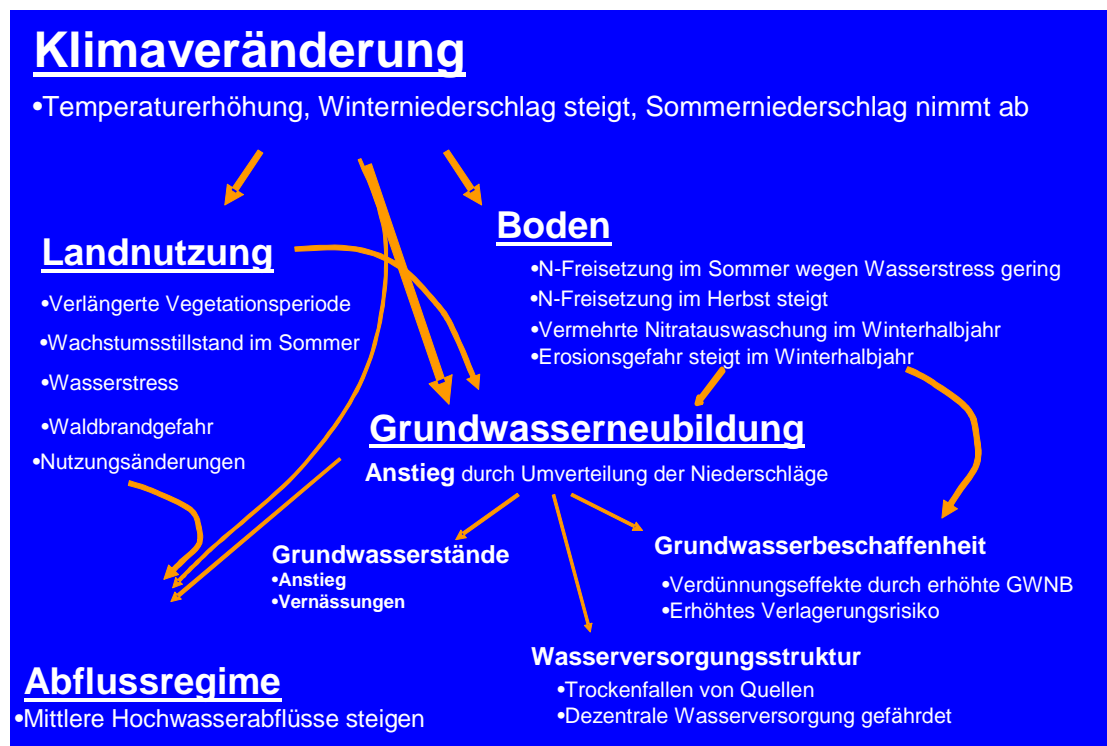 Klimaveränderung
•Temperaturerhöhung, Winterniederschlag steigt, Sommerniederschlag nimmt ab
Landnutzung
•Verlängerte Vegetationsperiode
•Wachstumsstillstand im Sommer
•Wasserstress
•Waldbrandgefahr
•Nutzungsänderungen
Boden
•N-Freisetzung im Sommer wegen Wasserstress gering
•N-Freisetzung im Herbst steigt
•Vermehrte Nitratauswaschung im Winterhalbjahr
•Erosionsgefahr steigt im Winterhalbjahr
Grundwasserneubildung
Anstieg durch Umverteilung der Niederschläge
Grundwasserstände
•Anstieg
•Vernässungen
Grundwasserbeschaffenheit
•Verdünnungseffekte durch erhöhte GWNB
•Erhöhtes Verlagerungsrisiko
Wasserversorgungsstruktur
•Trockenfallen von Quellen
•Dezentrale Wasserversorgung gefährdet
Abflussregime
•Mittlere Hochwasserabflüsse steigen